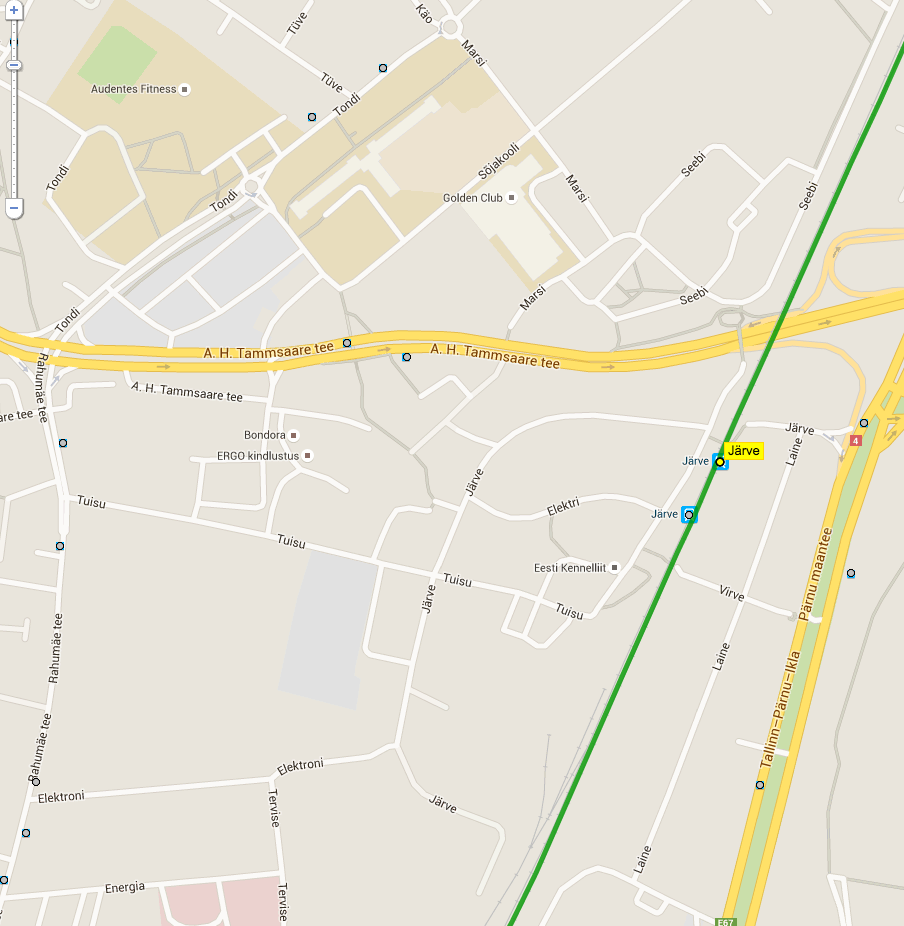 Käo
Tüve
Marsi
Tüve
Audentes Fitness
Tondi
Sõjakooli
Seebi
Tondi
Marsi
Seebi
Golden Club
Tondi
Marsi
Seebi
Tondi
A. H. Tammsaare tee
A. H. Tammsaare tee
Rahumäe tee
A. H. Tammsaare tee
are tee
Järve
Bondora
4
Järve
Laine
ERGO kindlustus
Järve
Järve
Tuisu
Elektri
Järve
Tuisu
Eesti Kennelliit
Pärnu maantee
Tuisu
Virve
Järve
Tuisu
Rahumäe tee
Laine
Tallinn–Pärnu–Ikla
Rahumäe tee
Elektroni
Elektroni
Tervise
Järve
Laine
Energia
Tervise
E67